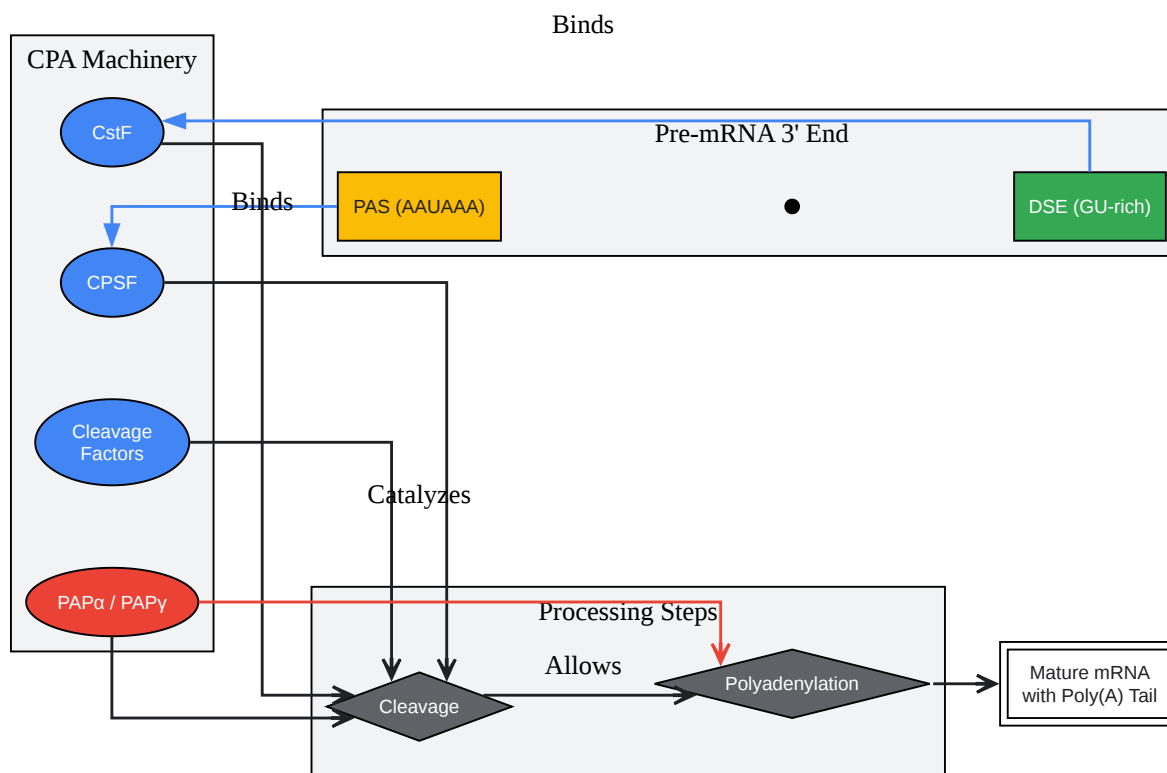 Binds
CPA Machinery
CstF
Pre-mRNA 3' End
Binds
PAS (AAUAAA)
DSE (GU-rich)
CPSF
Cleavage
Factors
Catalyzes
PAPα / PAPγ
Processing Steps
Allows
Cleavage
Polyadenylation
Mature mRNA
with Poly(A) Tail